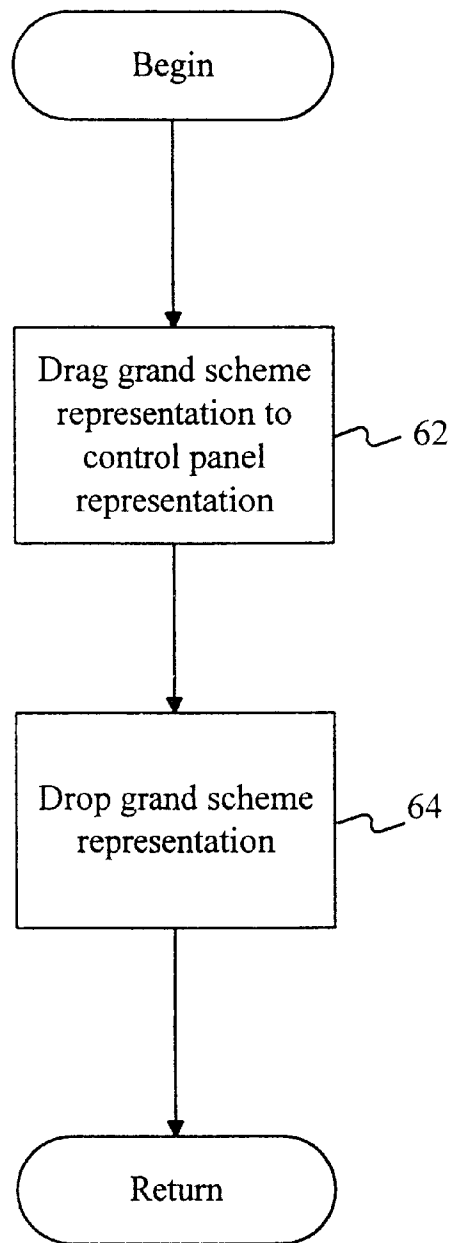 Begin
Drag grand scheme
representation to
control panel
representation
62
Drop grand scheme
representation
64
Return